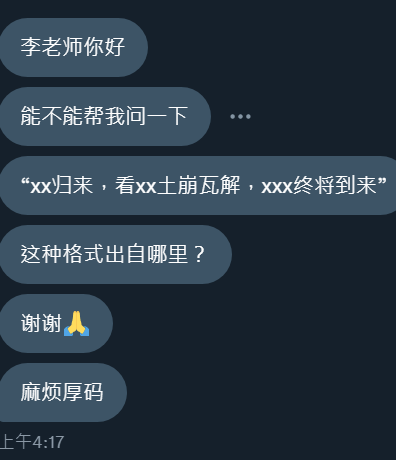 李老师你好
能不能帮我问一下
“xx归来，看xx土崩瓦解，xxx终将到来”
这种格式出自哪里？
谢谢🙏
麻烦厚码
上午4:17